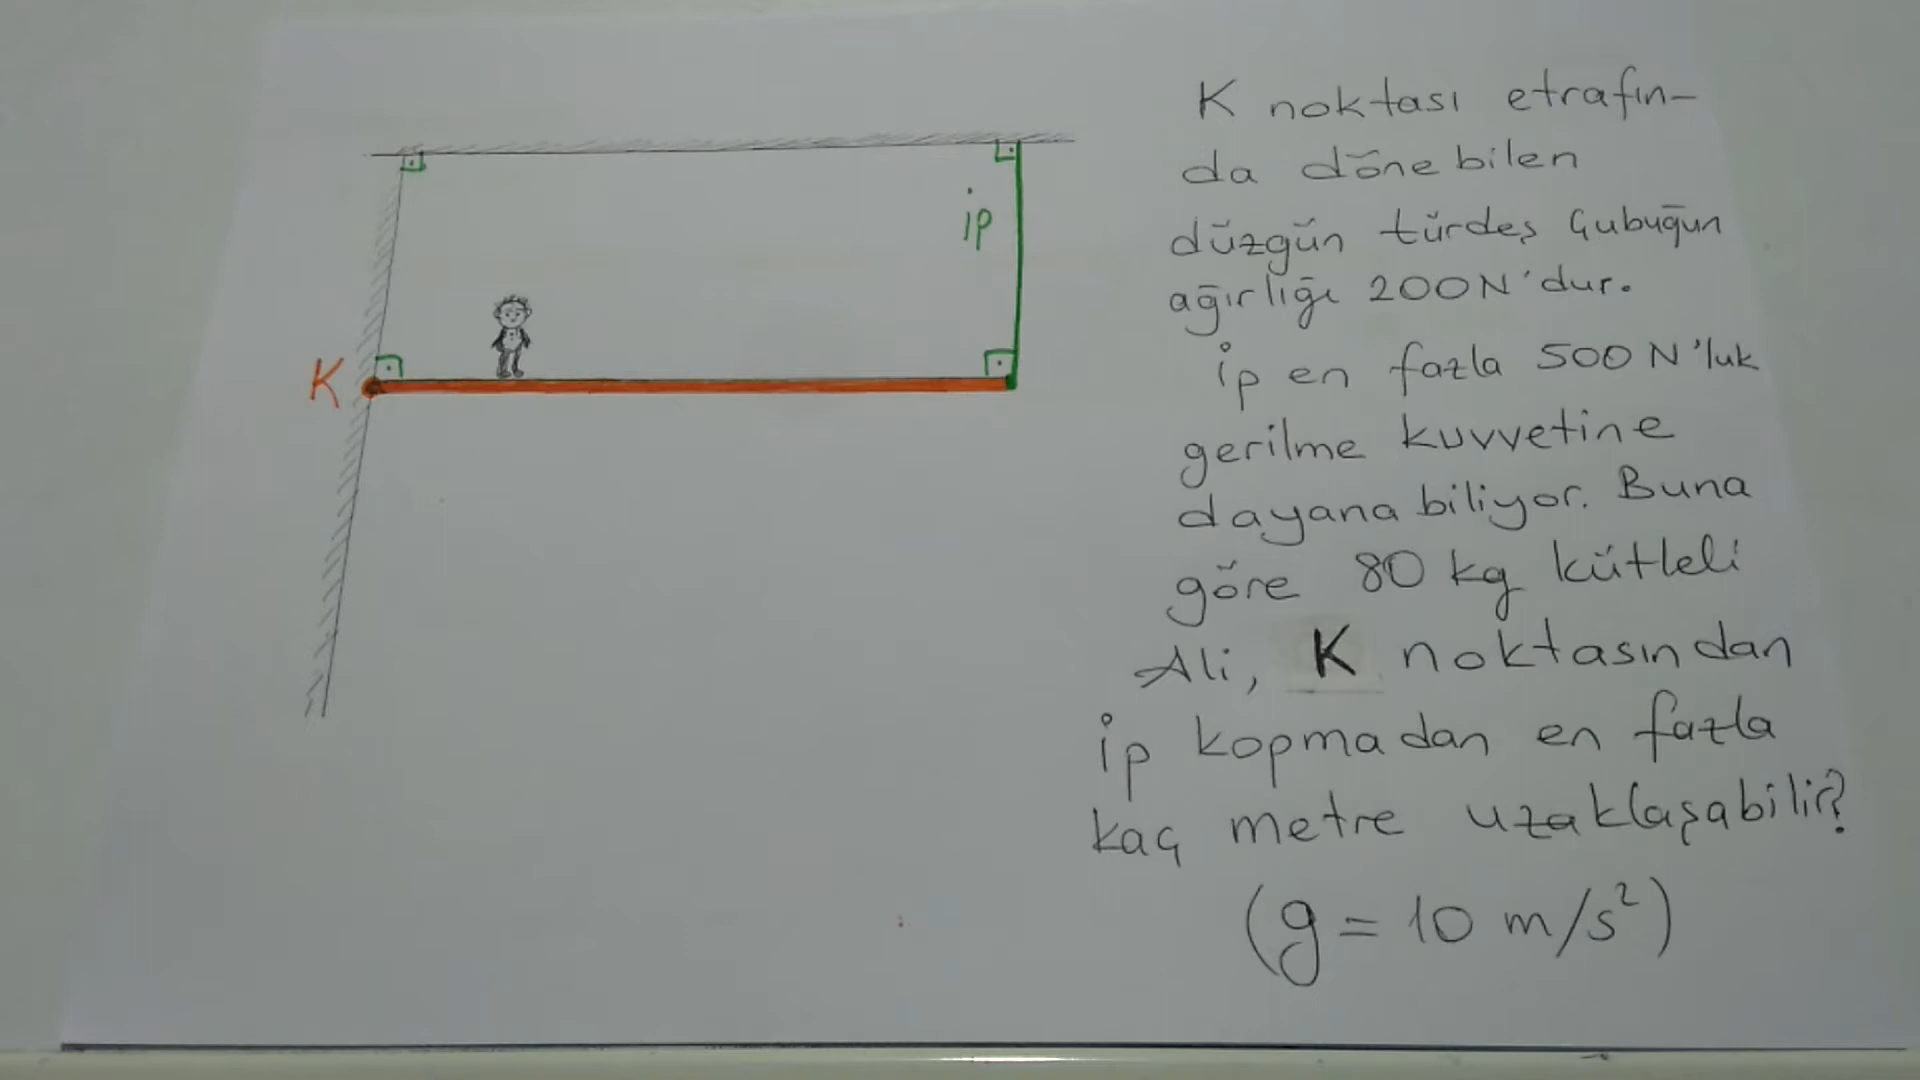 K noktası etrafın-
da dönebilen
düzgün türdeş Çubuğun
ağırlığı 200N'dur.
ip en fazla 500 N'luk
gerilme kuvvetine
dayanabiliyor. Buna
göre 80 kg kütleli
Ali, K noktasından
ip kopmadan en fazla
kaç metre uzaklaşabilir?
(g = 10 m/s²)
ip
K